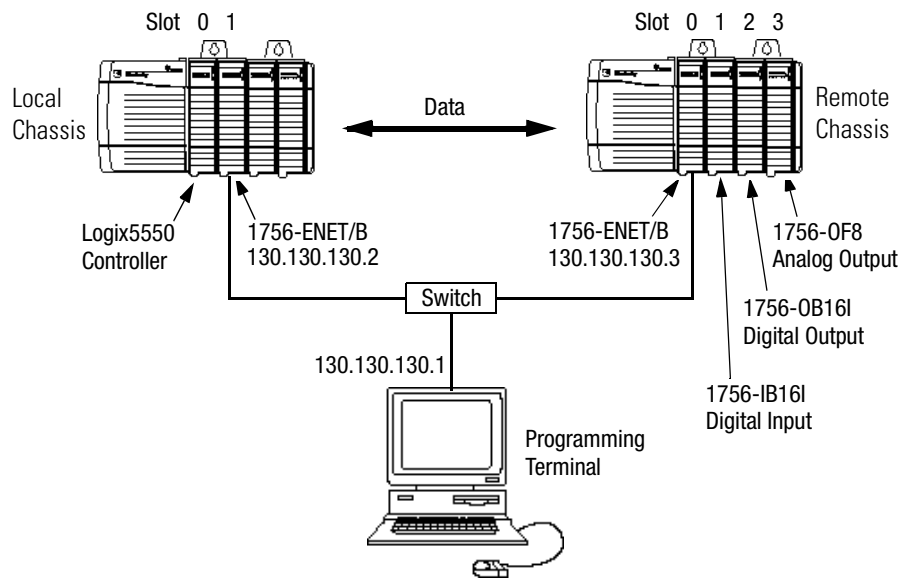 Slot 0 1
Slot 0 1 2 3
Local
Chassis
Data
Remote
Chassis
Logix5550
Controller
1756-ENET/B
130.130.130.2
1756-ENET/B
130.130.130.3
1756-OF8
Analog Output
Switch
1756-OB16I
Digital Output
130.130.130.1
1756-IB16I
Digital Input
Programming
Terminal